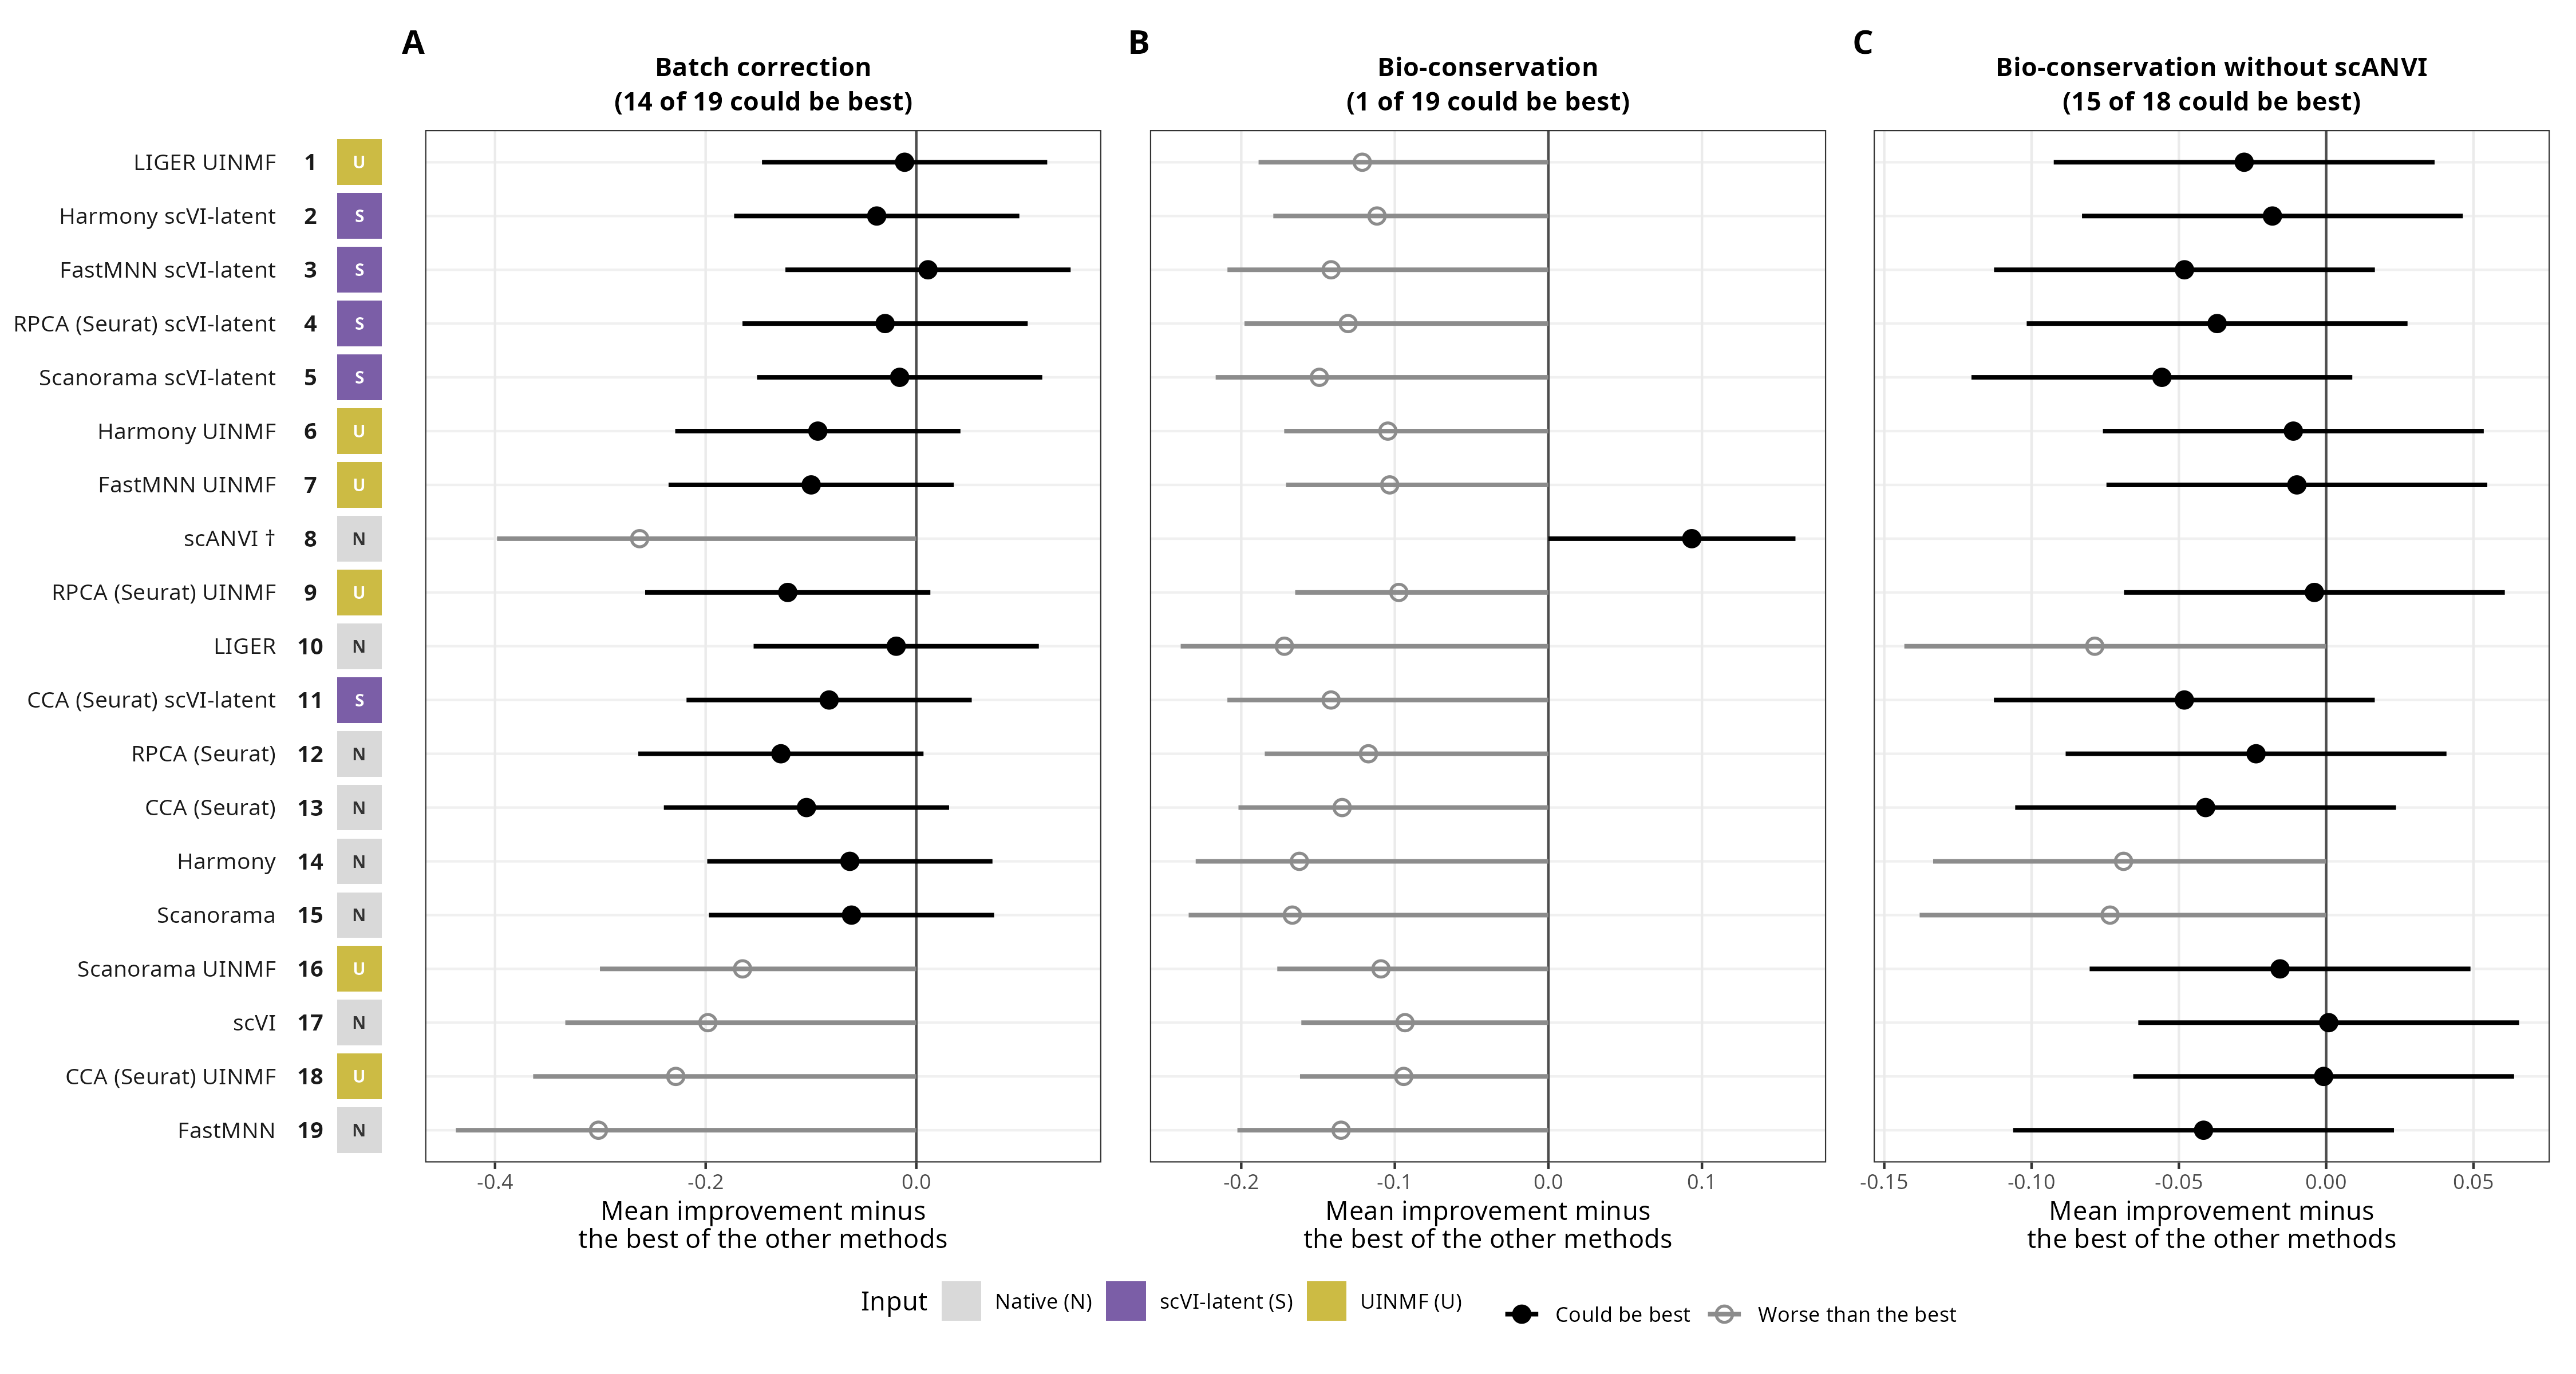 A
B
C
Batch correction
(14 of 19 could be best)
Bio-conservation
(1 of 19 could be best)
Bio-conservation without scANVI
(15 of 18 could be best)
LIGER UINMF 1 U
Harmony scVI-latent 2 S
FastMNN scVI-latent 3 S
RPCA (Seurat) scVI-latent 4 S
Scanorama scVI-latent 5 S
Harmony UINMF 6 U
FastMNN UINMF 7 U
scANVI † 8 N
RPCA (Seurat) UINMF 9 U
LIGER 10 N
CCA (Seurat) scVI-latent 11 S
RPCA (Seurat) 12 N
CCA (Seurat) 13 N
Harmony 14 N
Scanorama 15 N
Scanorama UINMF 16 U
scVI 17 N
CCA (Seurat) UINMF 18 U
FastMNN 19 N
-0.4 -0.2 0.0
-0.2 -0.1 0.0 0.1
-0.15 -0.10 -0.05 0.00 0.05
Mean improvement minus
the best of the other methods
Mean improvement minus
the best of the other methods
Mean improvement minus
the best of the other methods
Input Native (N) scVI-latent (S) UINMF (U) Could be best Worse than the best